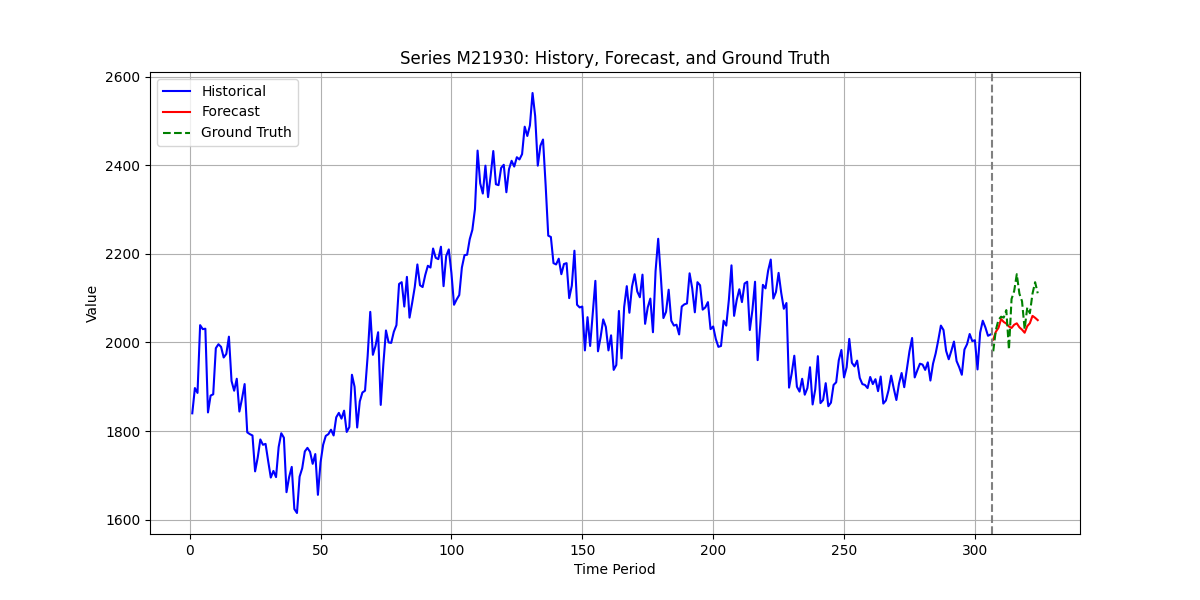 Series M21930: History, Forecast, and Ground Truth
Historical
Forecast
Ground Truth
2600
2400
2200
2000
1800
1600
Value
0 50 100 150 200 250 300
Time Period